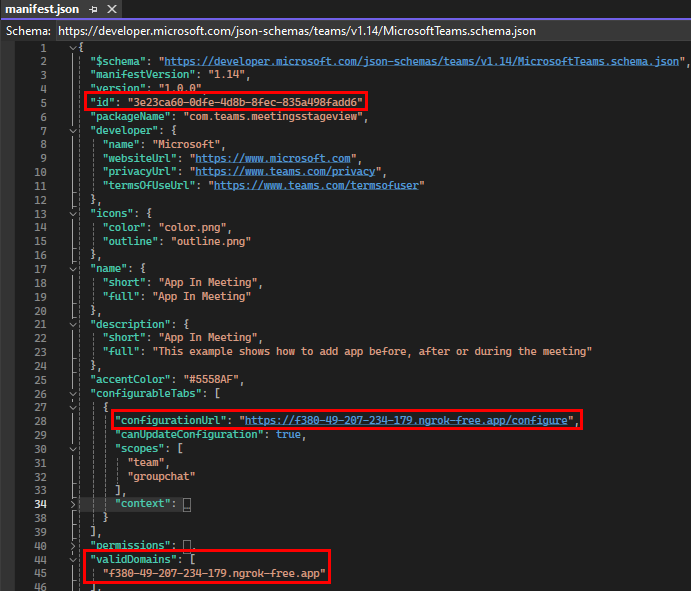 manifest.json
Schema: https://developer.microsoft.com/json-schemas/teams/v1.14/MicrosoftTeams.schema.json
1 {
2 "$schema": "https://developer.microsoft.com/json-schemas/teams/v1.14/MicrosoftTeams.schema.json",
3 "manifestVersion": "1.14",
4 "version": "1.0.0",
5 "id": "3e23ca60-0dfe-4d8b-8fec-835a498fadd6"
6 "packageName": "com.teams.meetingsstageview",
7 "developer": {
8 "name": "Microsoft",
9 "websiteUrl": "https://www.microsoft.com",
10 "privacyUrl": "https://www.teams.com/privacy",
11 "termsOfUseUrl": "https://www.teams.com/termsofuser"
12 },
13 "icons": {
14 "color": "color.png",
15 "outline": "outline.png"
16 },
17 "name": {
18 "short": "App In Meeting",
19 "full": "App In Meeting"
20 },
21 "description": {
22 "short": "App In Meeting",
23 "full": "This example shows how to add app before, after or during the meeting"
24 },
25 "accentColor": "#5558AF",
26 "configurableTabs": [
27 {
28 "configurationUrl": "https://f380-49-207-234-179.ngrok-free.app/configure",
29 "canUpdateConfiguration": true,
30 "scopes": [
31 "team",
32 "groupchat"
33 ],
34 "context": …
38 }
39 ],
40 "permissions": … ,
44 "validDomains": [
45 "f380-49-207-234-179.ngrok-free.app"
46 ],